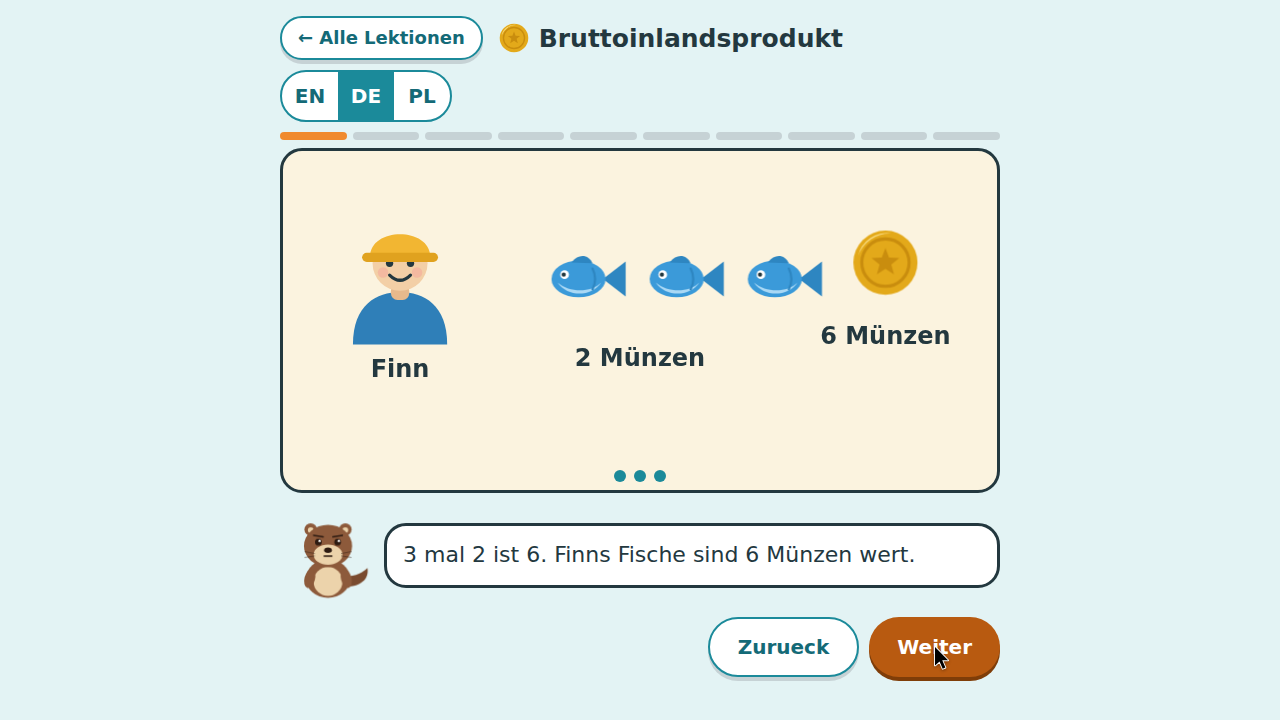 ← Alle Lektionen
Bruttoinlandsprodukt
EN DE PL
Finn
2 Münzen
6 Münzen
3 mal 2 ist 6. Finns Fische sind 6 Münzen wert.
Zurueck
Weiter